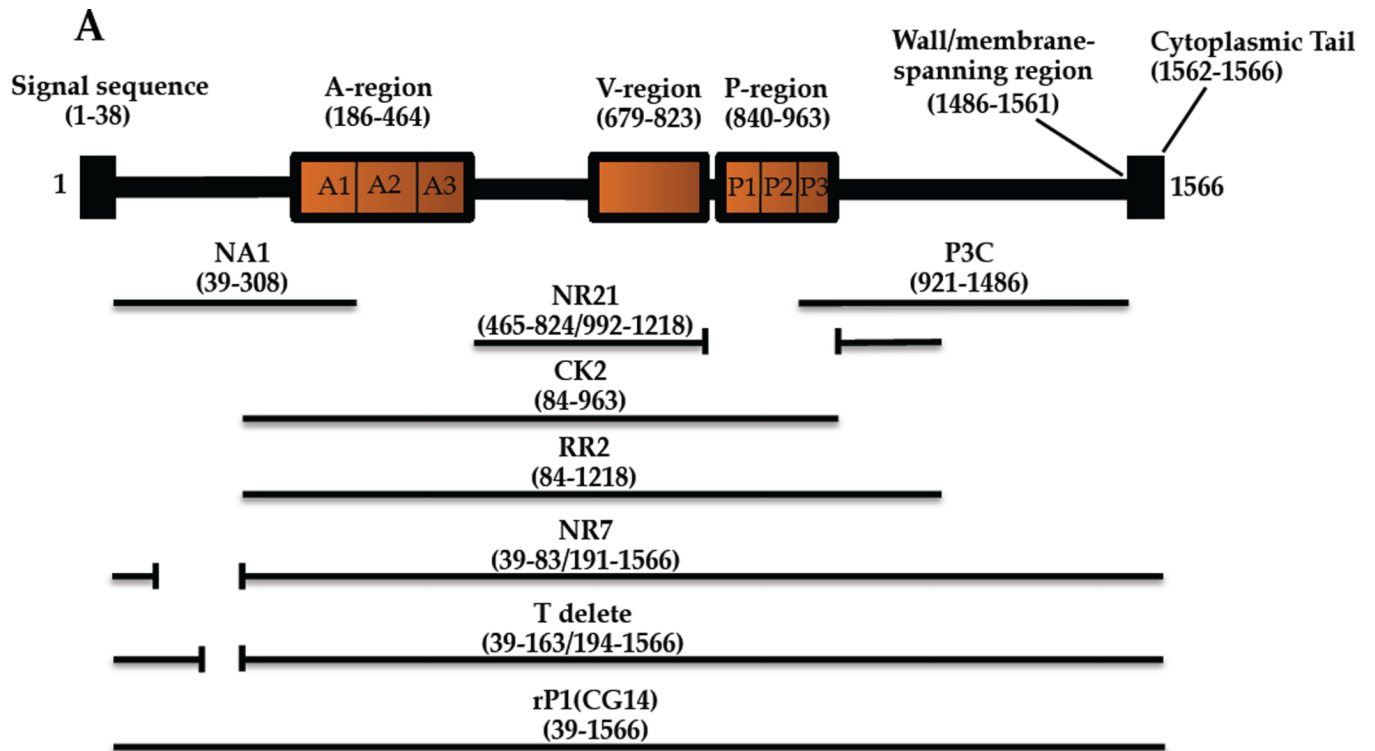 A
Signal sequence
(1-38)
A-region
(186-464)
V-region
(679-823)
P-region
(840-963)
Wall/membrane-
spanning region
(1486-1561)
Cytoplasmic Tail
(1562-1566)
1
A1
A2
A3
P1
P2
P3
1566
NA1
(39-308)
P3C
(921-1486)
NR21
(465-824/992-1218)
CK2
(84-963)
RR2
(84-1218)
NR7
(39-83/191-1566)
T delete
(39-163/194-1566)
rP1(CG14)
(39-1566)